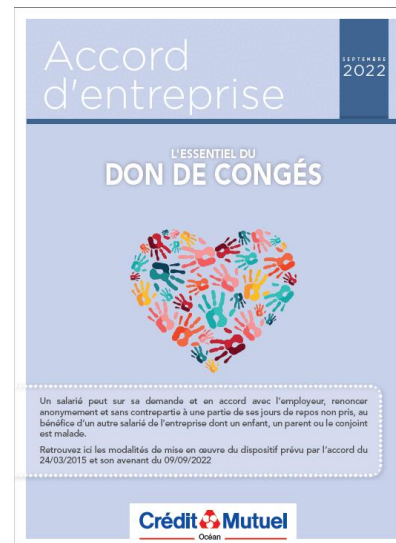 Accord
d'entreprise
SEPTEMBRE
2022
L'ESSENTIEL DU
DON DE CONGÉS
Un salarié peut sur sa demande et en accord avec l'employeur, renoncer
anonymement et sans contrepartie à une partie de ses jours de repos non pris, au
bénéfice d'un autre salarié de l'entreprise dont un enfant, un parent ou le conjoint
est malade.
Retrouvez ici les modalités de mise en œuvre du dispositif prévu par l'accord du
24/03/2015 et son avenant du 09/09/2022
Crédit Mutuel
Océan